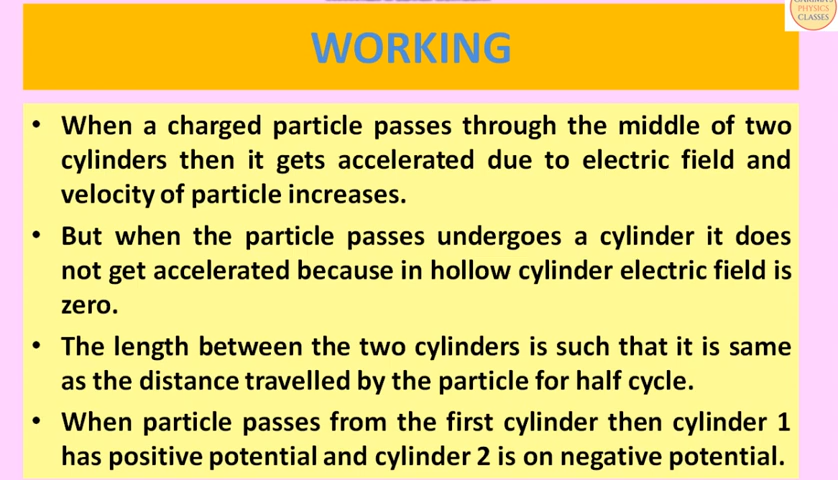 PHYSICS
CLASSES
WORKING
• When a charged particle passes through the middle of two
cylinders then it gets accelerated due to electric field and
velocity of particle increases.
• But when the particle passes undergoes a cylinder it does
not get accelerated because in hollow cylinder electric field is
zero.
• The length between the two cylinders is such that it is same
as the distance travelled by the particle for half cycle.
• When particle passes from the first cylinder then cylinder 1
has positive potential and cylinder 2 is on negative potential.